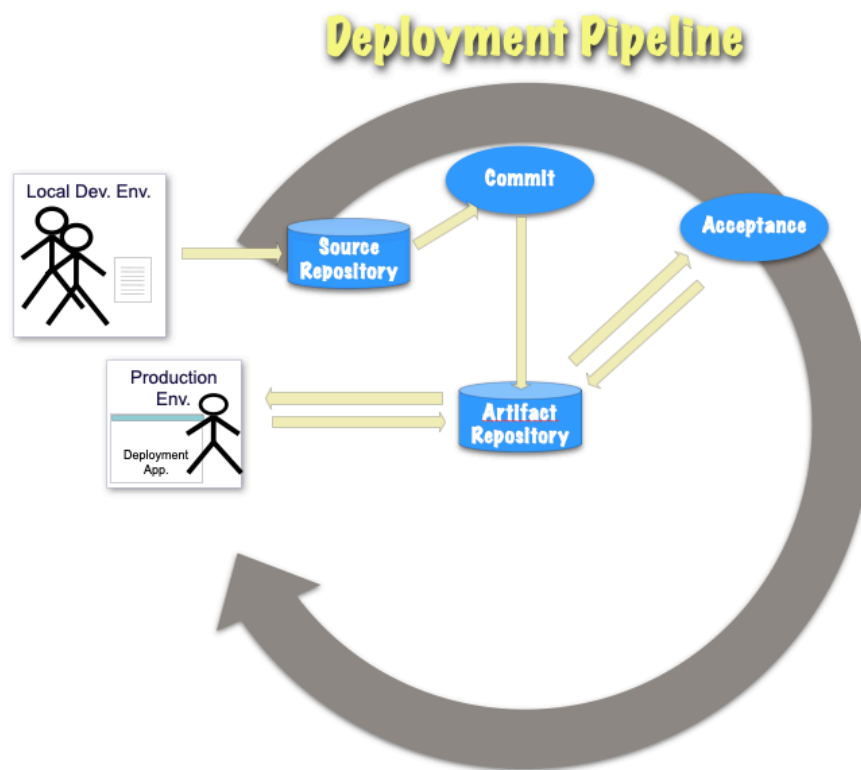 Deployment Pipeline
Local Dev. Env.
Commit
Acceptance
Source
Repository
Production
Env.
Deployment
App.
Artifact
Repository